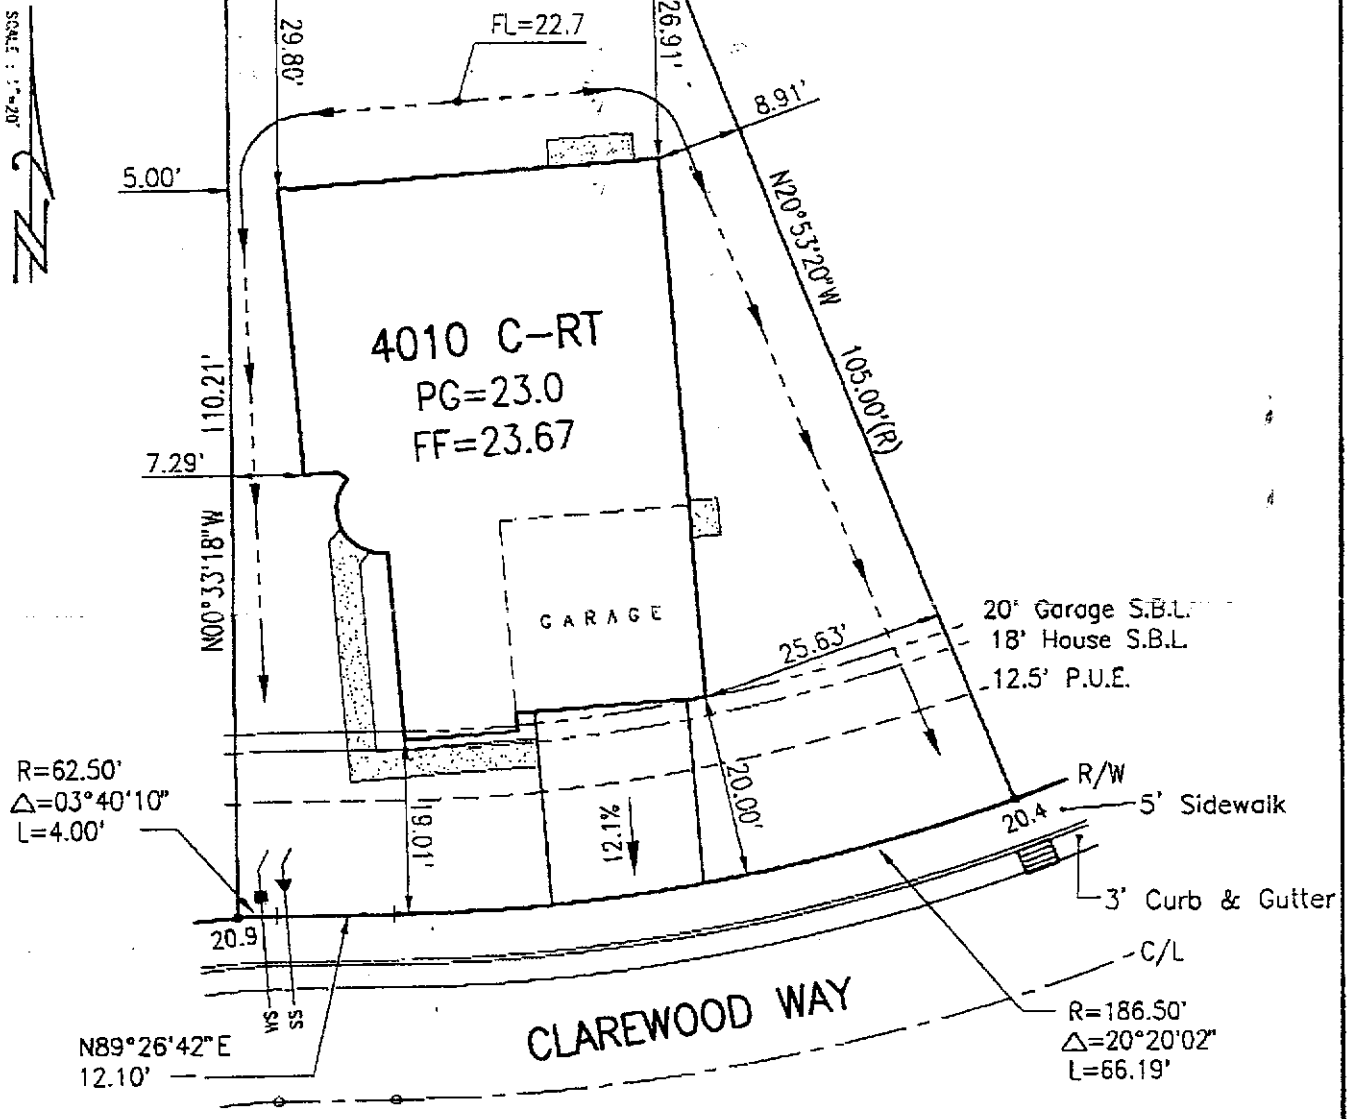 SCALE : 1"=20'
29.80'
FL=22.7
26.91'
8.91'
5.00'
N20°53'20"W
105.00'(R)
4010 C-RT
PG=23.0
FF=23.67
110.21'
7.29'
N00°33'18"W
GARAGE
25.63'
20' Garage S.B.L.
18' House S.B.L.
12.5' P.U.E.
R=62.50'
△=03°40'10"
L=4.00'
19.01'
12.1%
20.00'
R/W
20.4
5' Sidewalk
3' Curb & Gutter
20.9
C/L
SW
SS
CLAREWOOD WAY
N89°26'42"E
12.10'
R=186.50'
△=20°20'02"
L=66.19'